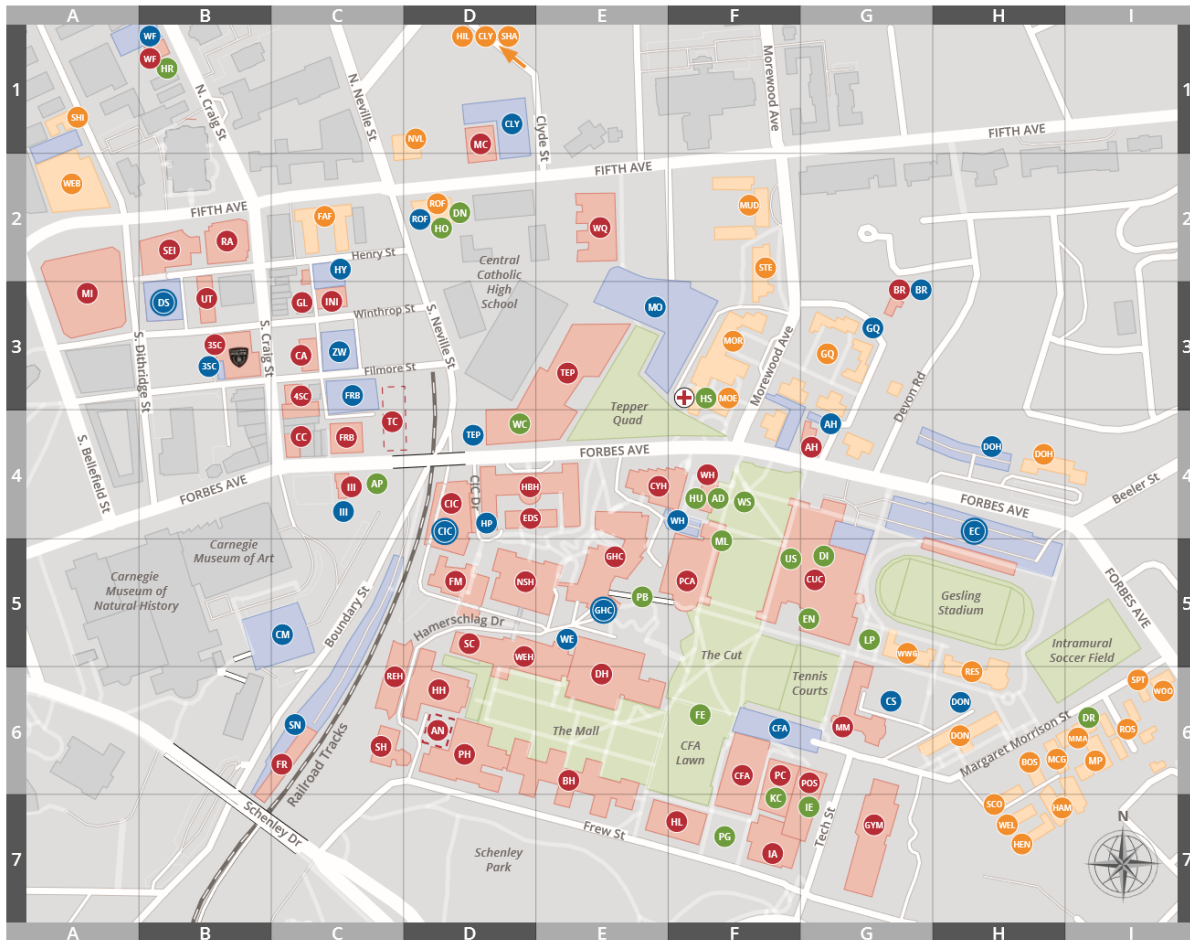 A B C D E F G H I
WF
WF
HR
HIL CLY SHA
N. Craig St
N. Neville St
Morewood Ave
1 1
SHI
CLY
Clyde St
NVL
MC
FIFTH AVE
FIFTH AVE
WEB
FIFTH AVE
FAF
ROF
ROF
DN
HO
MUD
2 2
SEI
RA
WQ
Henry St
HY
Central
Catholic
High
School
STE
MI
DS
UT
GL
INI
MO
BR
BR
Winthrop St
S. Neville St
GQ
S. Dithridge St
3SC
3SC
S. Craig St
CA
ZW
MOR
Morewood Ave
GQ
3 3
Filmore St
TEP
4SC
FRB
HS
MOE
Devon Rd
Tepper
Quad
TC
WC
TEP
CC
FRB
AH
AH
DOH
DOH
S. Bellefield St
FORBES AVE
4 4
WH
CYH
HBH
CIC Dr
III
AP
FORBES AVE
HU
AD
WS
CIC
FORBES AVE
Beeler St
III
EDS
HP
WH
CIC
EC
Carnegie
Museum of Art
ML
GHC
US
DI
Carnegie
Museum of
Natural History
FM
NSH
PCA
CUC
FORBES AVE
PB
GHC
Gesling
Stadium
5 5
Boundary St
EN
Hamerschlag Dr
CM
SC
WE
LP
WEH
The Cut
WWG
Intramural
Soccer Field
REH
DH
RES
Tennis
Courts
SPT
HH
WOO
CS
DON
FE
SN
AN
The Mall
CFA
MM
DR
Margaret Morrison St
ROS
6 6
SH
PH
CFA
Lawn
DON
MMA
FR
Railroad Tracks
CFA
PC
POS
BOS
MCG
MP
BH
KC
IE
SCO
HAM
Schenley Dr
HL
Frew St
PG
Tech St
GYM
WEL
N
HEN
IA
Schenley
Park
7 7
A B C D E F G H I